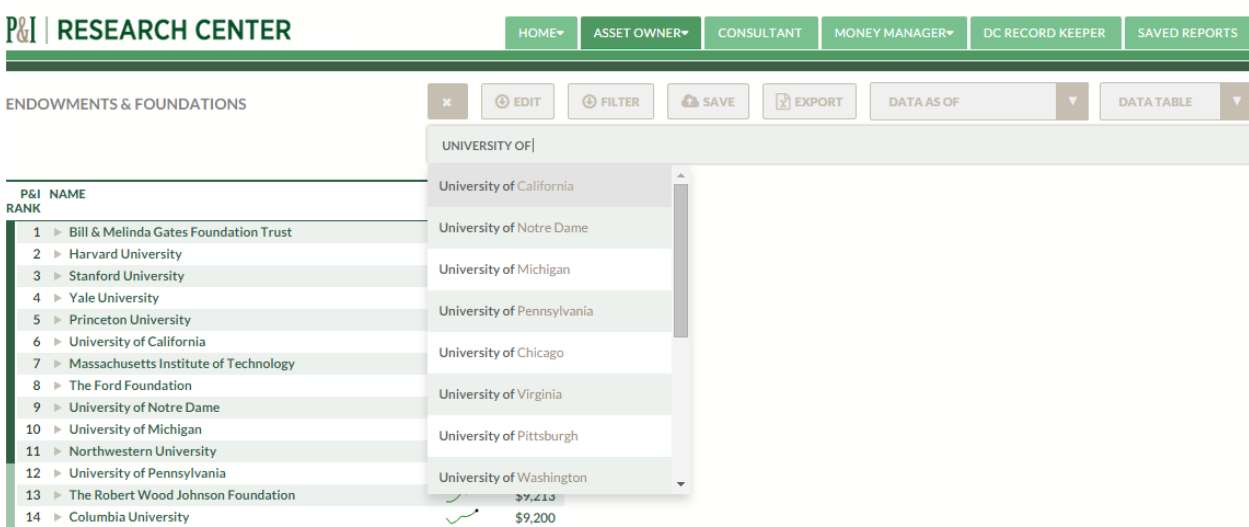 P&I | RESEARCH CENTER
HOME ASSET OWNER CONSULTANT MONEY MANAGER DC RECORD KEEPER SAVED REPORTS
ENDOWMENTS & FOUNDATIONS
× EDIT FILTER SAVE EXPORT DATA AS OF DATA TABLE
UNIVERSITY OF
University of California
University of Notre Dame
University of Michigan
University of Pennsylvania
University of Chicago
University of Virginia
University of Pittsburgh
University of Washington
P&I NAME
RANK
1 Bill & Melinda Gates Foundation Trust
2 Harvard University
3 Stanford University
4 Yale University
5 Princeton University
6 University of California
7 Massachusetts Institute of Technology
8 The Ford Foundation
9 University of Notre Dame
10 University of Michigan
11 Northwestern University
12 University of Pennsylvania
13 The Robert Wood Johnson Foundation $9,213
14 Columbia University $9,200